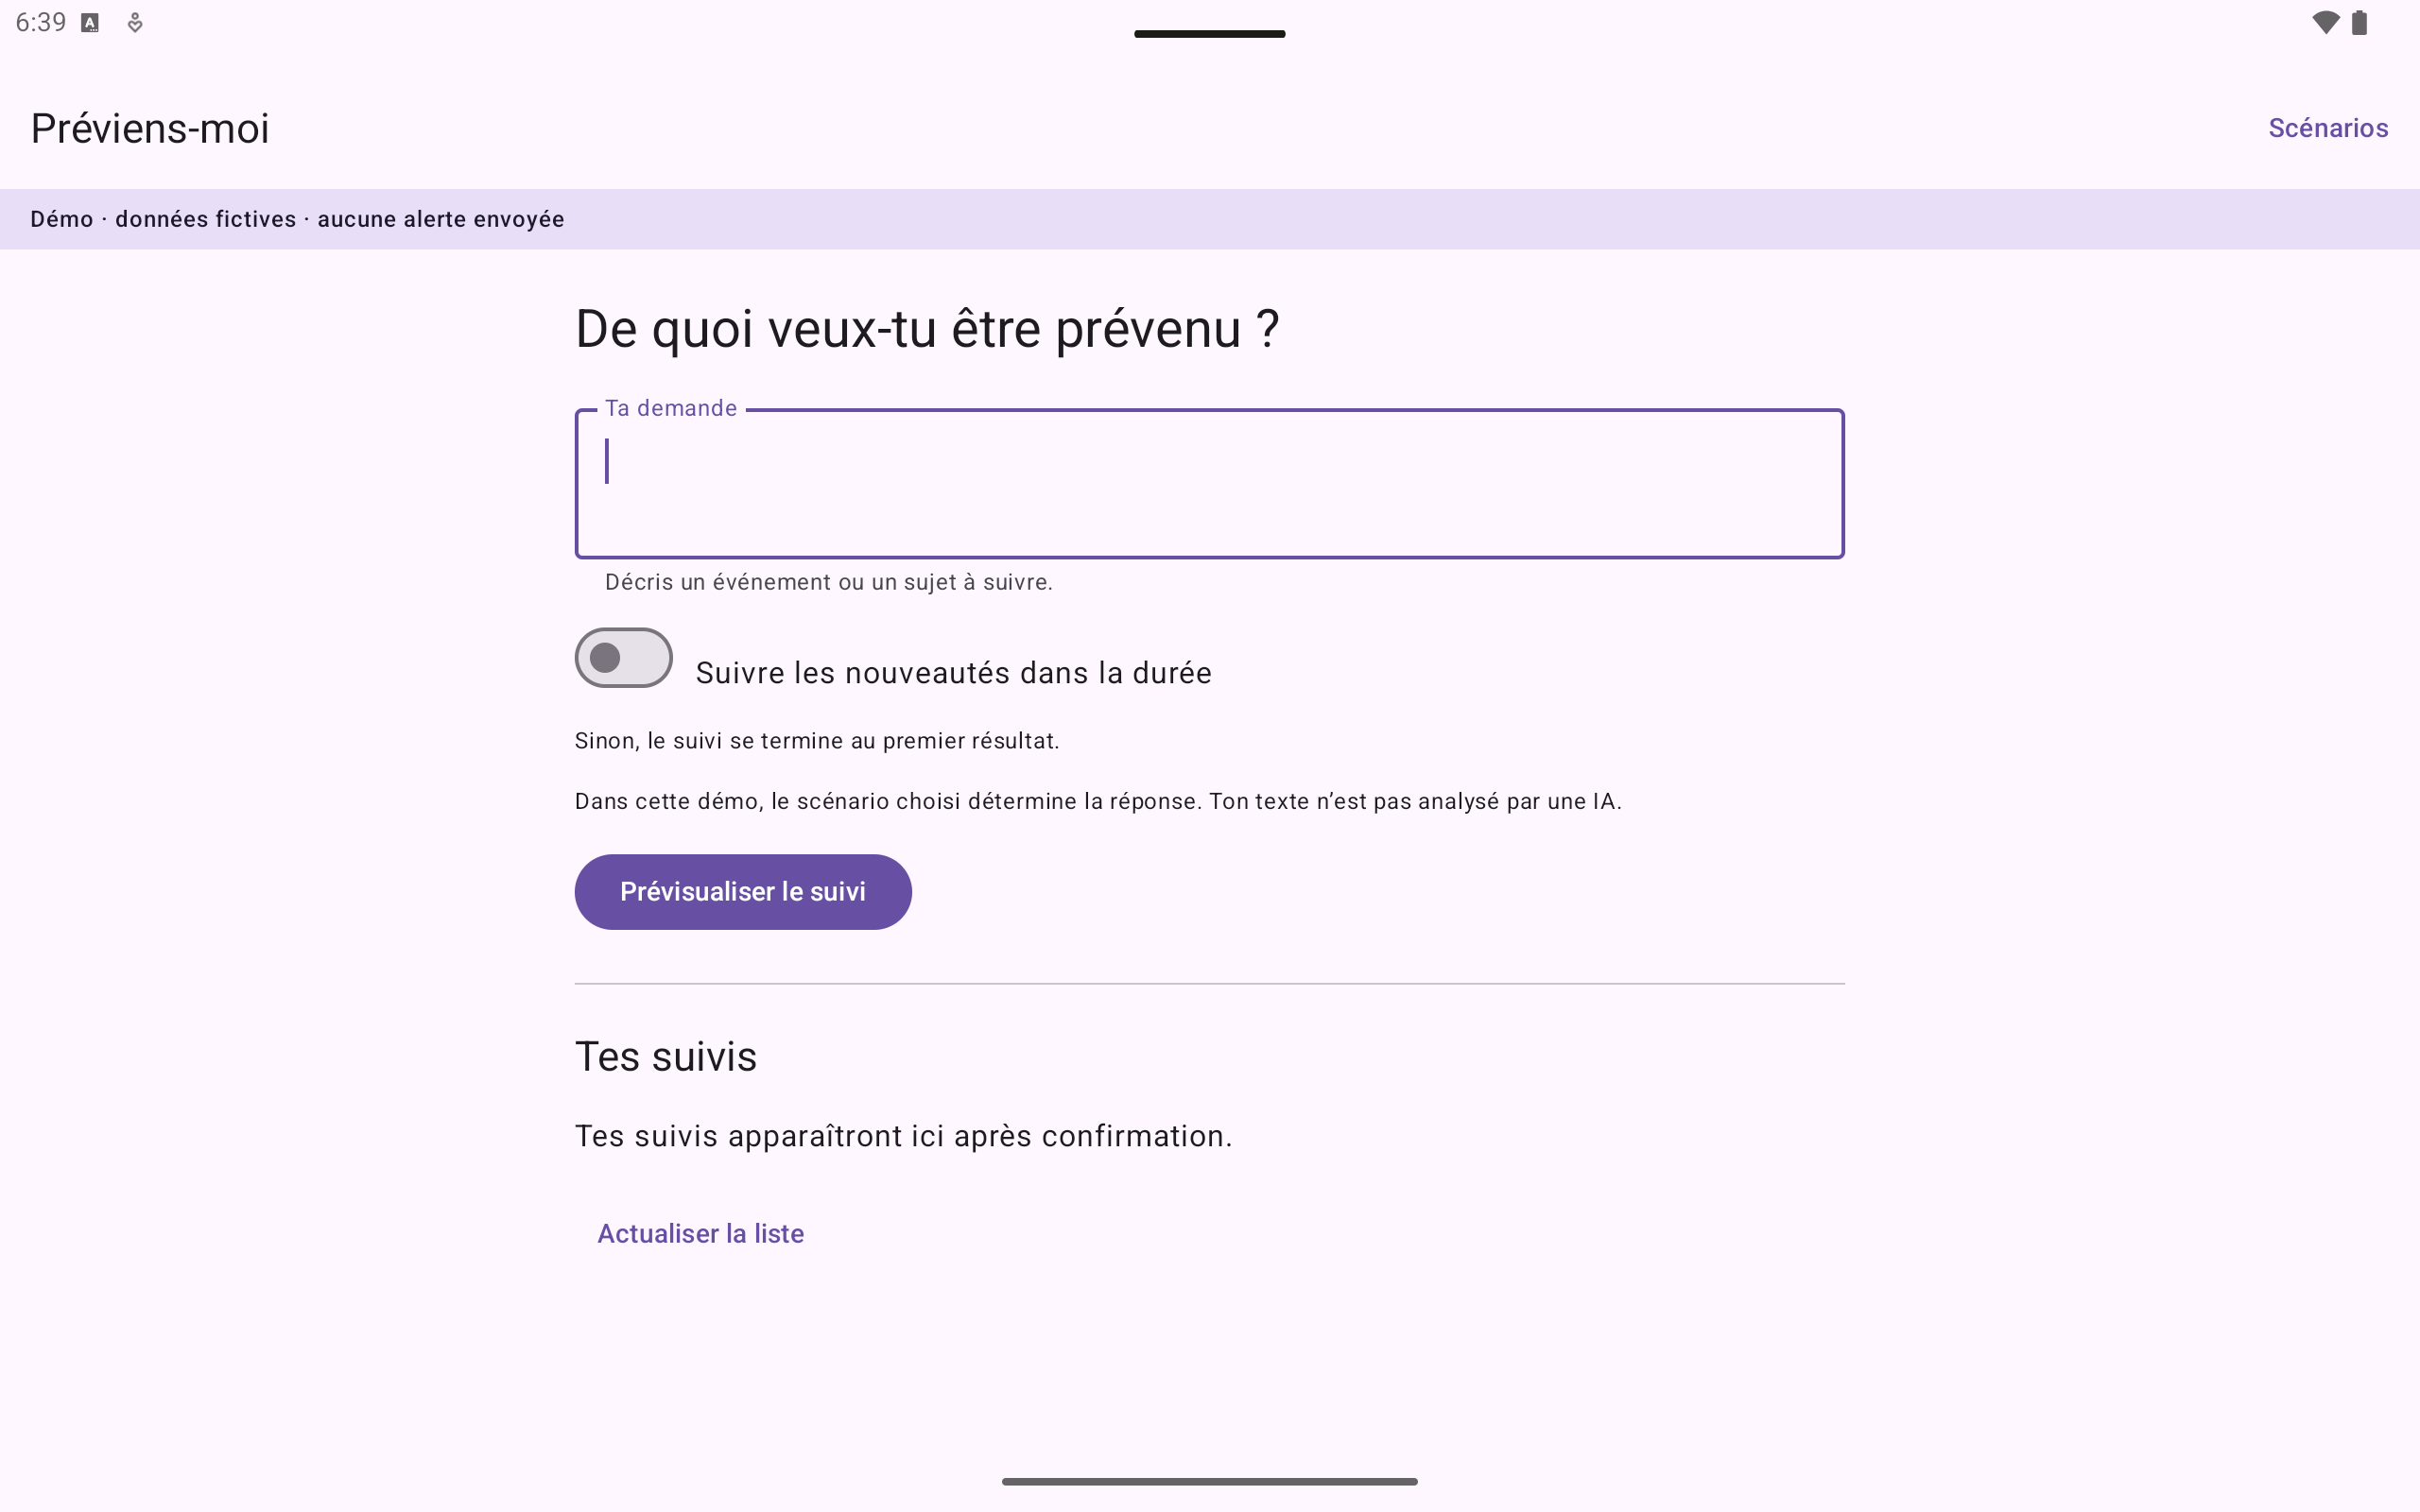 6:39
Préviens-moi
Scénarios
Démo · données fictives · aucune alerte envoyée
De quoi veux-tu être prévenu ?
Ta demande
Décris un événement ou un sujet à suivre.
Suivre les nouveautés dans la durée
Sinon, le suivi se termine au premier résultat.
Dans cette démo, le scénario choisi détermine la réponse. Ton texte n’est pas analysé par une IA.
Prévisualiser le suivi
Tes suivis
Tes suivis apparaîtront ici après confirmation.
Actualiser la liste